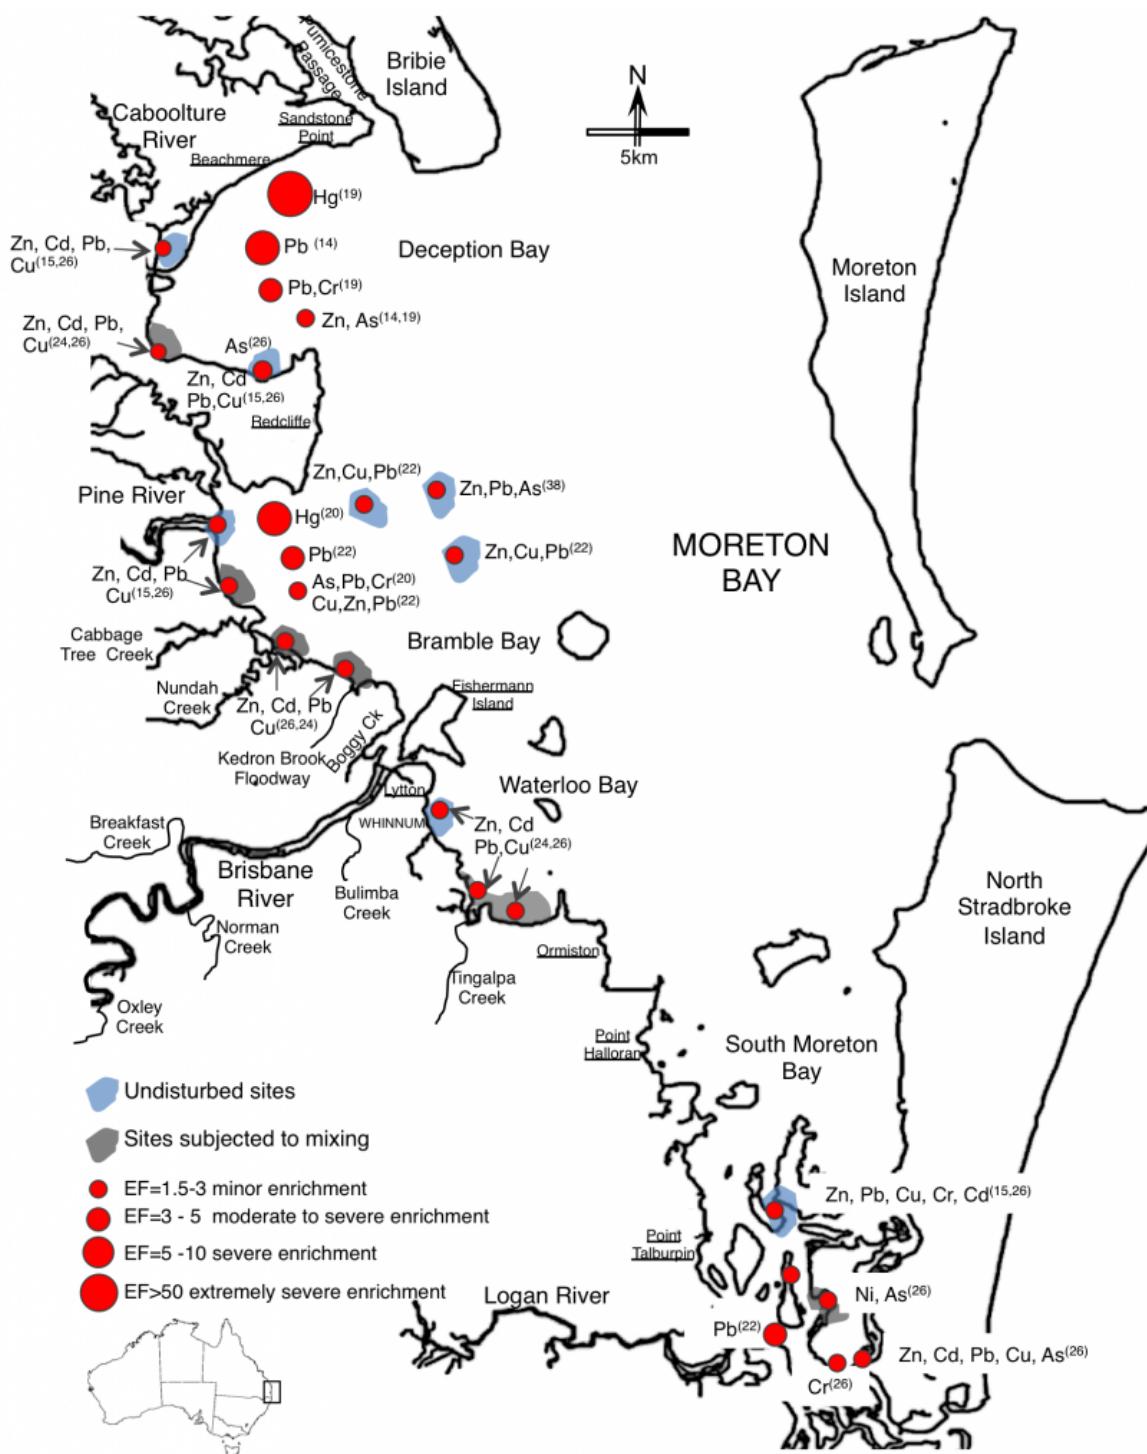 Pumicestone
Passage
Bribie
Island
N
5km
Caboolture
River
Sandstone
Point
Beachmere
Hg(19)
Zn, Cd, Pb,
Cu(15,26)
Pb (14)
Deception Bay
Pb,Cr(19)
Zn, As(14,19)
Moreton
Island
Zn, Cd, Pb,
Cu(24,26)
As(26)
Zn, Cd
Pb,Cu(15,26)
Redcliffe
Zn,Cu,Pb(22)
Zn,Pb,As(38)
Pine River
Hg(20)
Pb(22)
Zn,Cu,Pb(22)
MORETON
BAY
Zn, Cd, Pb
Cu(15,26)
As,Pb,Cr(20)
Cu,Zn,Pb(22)
Cabbage
Tree Creek
Bramble Bay
Nundah
Creek
Zn, Cd, Pb
Cu(26,24)
Fishermann
Island
Kedron Brook
Floodway
Boggy Ck
Lytton
Waterloo Bay
WHINNUM
Zn, Cd
Pb,Cu(24,26)
Breakfast
Creek
Brisbane
River
Bulimba
Creek
North
Stradbroke
Island
Norman
Creek
Ormiston
Tingalpa
Creek
Oxley
Creek
Point
Halloran
South Moreton
Bay
Undisturbed sites
Sites subjected to mixing
EF=1.5-3 minor enrichment
EF=3 - 5 moderate to severe enrichment
EF=5 -10 severe enrichment
EF>50 extremely severe enrichment
Zn, Pb, Cu, Cr, Cd(15,26)
Point
Talburpin
Logan River
Ni, As(26)
Pb(22)
Zn, Cd, Pb, Cu, As(26)
Cr(26)